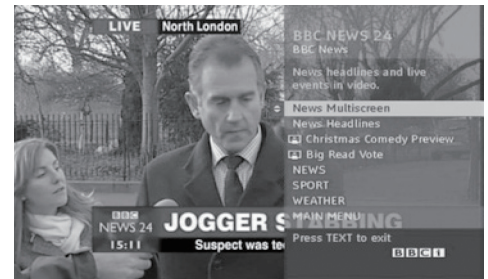 LIVE North London
BBC NEWS 24
BBC News
News headlines and live
events in video.
News Multiscreen
News Headlines
Christmas Comedy Preview
Big Read Vote
NEWS
SPORT
WEATHER
MAIN MENU
Press TEXT to exit
BBC 1
BBC
NEWS 24
15:11
JOGGER STABBING
Suspect was